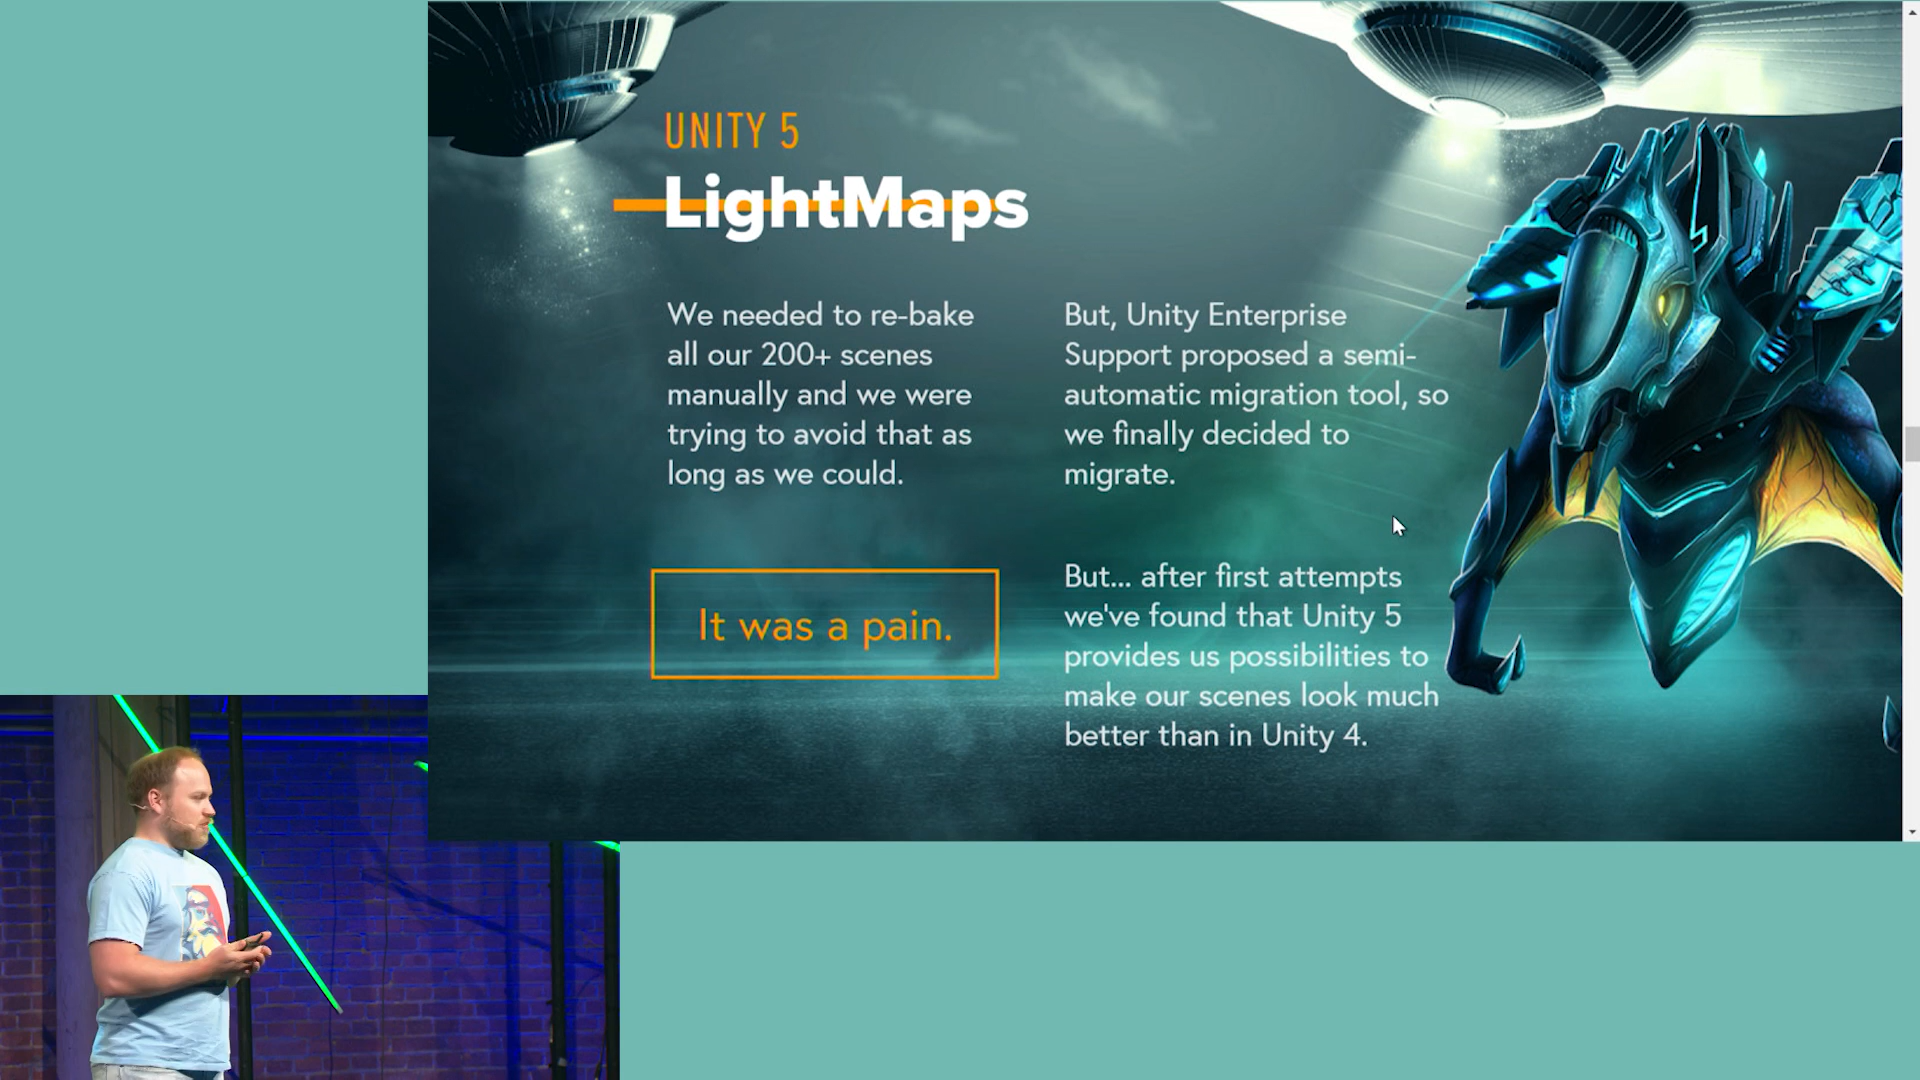 UNITY 5
LightMaps
We needed to re-bake
all our 200+ scenes
manually and we were
trying to avoid that as
long as we could.
It was a pain.
But, Unity Enterprise
Support proposed a semi-
automatic migration tool, so
we finally decided to
migrate.
But... after first attempts
we've found that Unity 5
provides us possibilities to
make our scenes look much
better than in Unity 4.